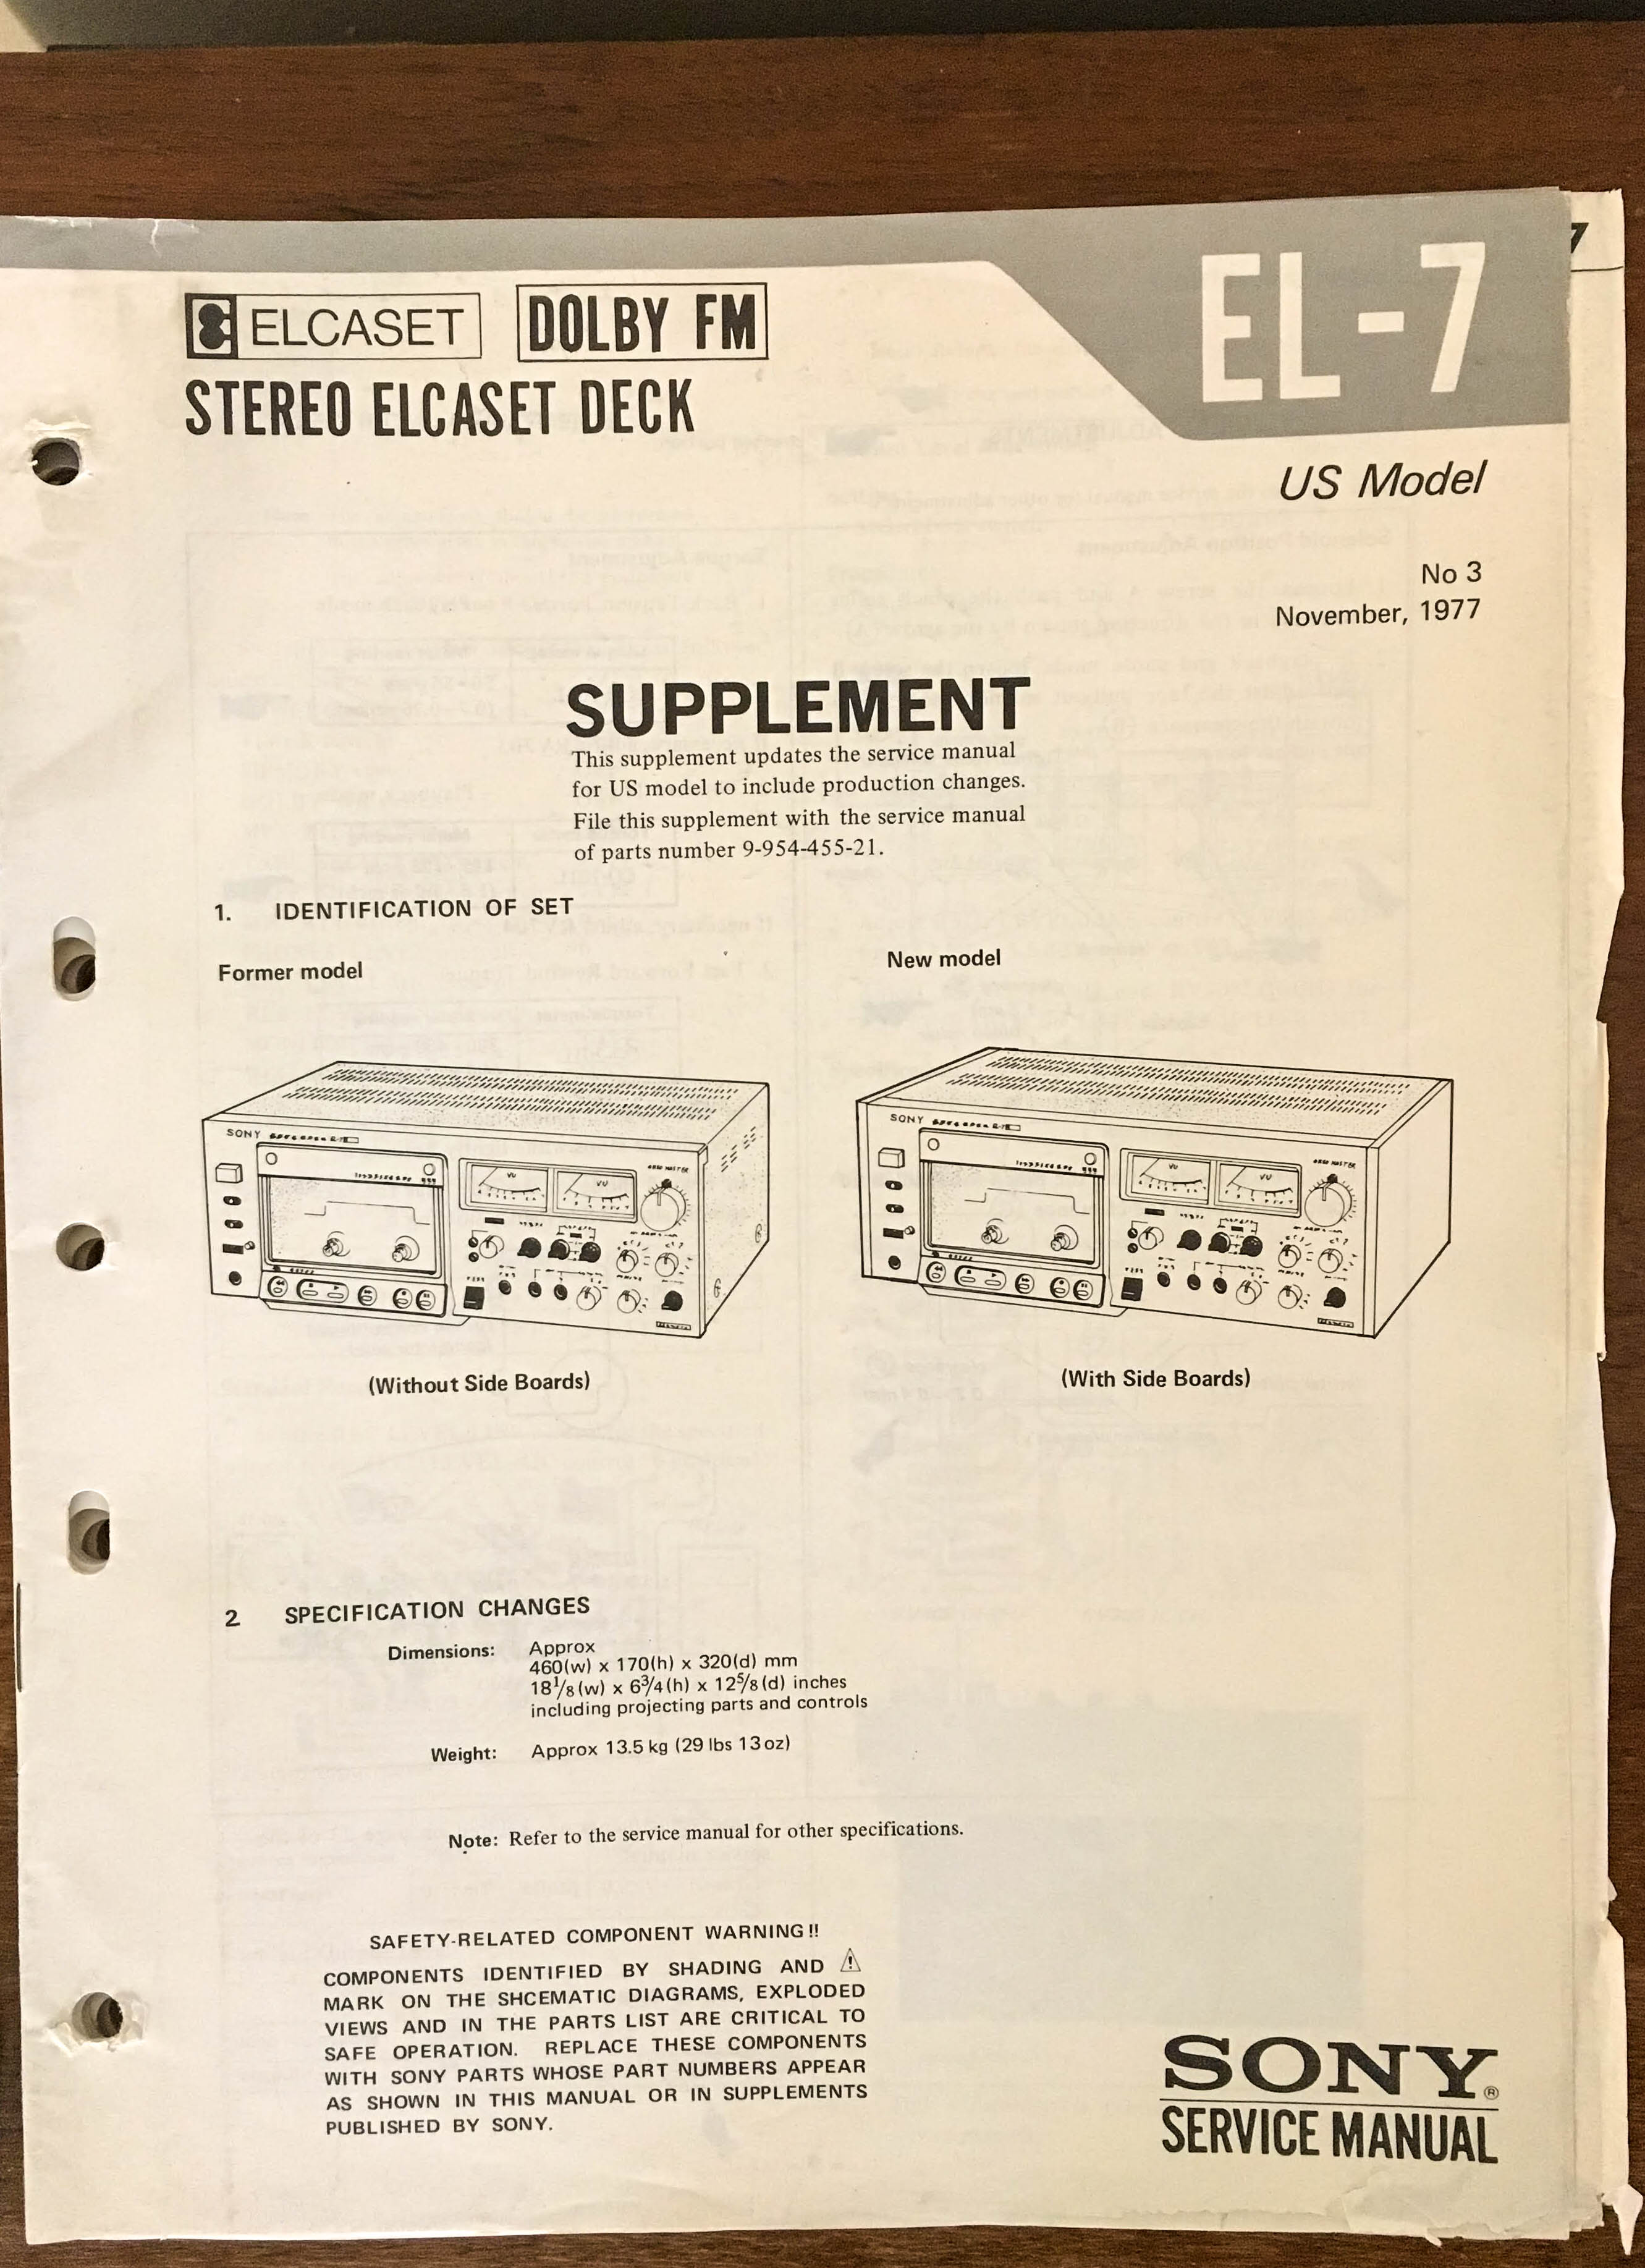 7
EL-7
ELCASET DOLBY FM
STEREO ELCASET DECK
US Model
No 3
November, 1977
SUPPLEMENT
This supplement updates the service manual
for US model to include production changes.
File this supplement with the service manual
of parts number 9-954-455-21.
1. IDENTIFICATION OF SET
Former model
New model
SONY
VU VU
SONY
VU VU
(Without Side Boards)
(With Side Boards)
2 SPECIFICATION CHANGES
Dimensions: Approx
460(w) x 170(h) x 320(d) mm
18 1/8 (w) x 6 3/4 (h) x 12 5/8 (d) inches
including projecting parts and controls
Weight: Approx 13.5 kg (29 lbs 13 oz)
Note: Refer to the service manual for other specifications.
SAFETY-RELATED COMPONENT WARNING !!
COMPONENTS IDENTIFIED BY SHADING AND ⚠
MARK ON THE SHCEMATIC DIAGRAMS, EXPLODED
VIEWS AND IN THE PARTS LIST ARE CRITICAL TO
SAFE OPERATION. REPLACE THESE COMPONENTS
WITH SONY PARTS WHOSE PART NUMBERS APPEAR
AS SHOWN IN THIS MANUAL OR IN SUPPLEMENTS
PUBLISHED BY SONY.
SONY®
SERVICE MANUAL